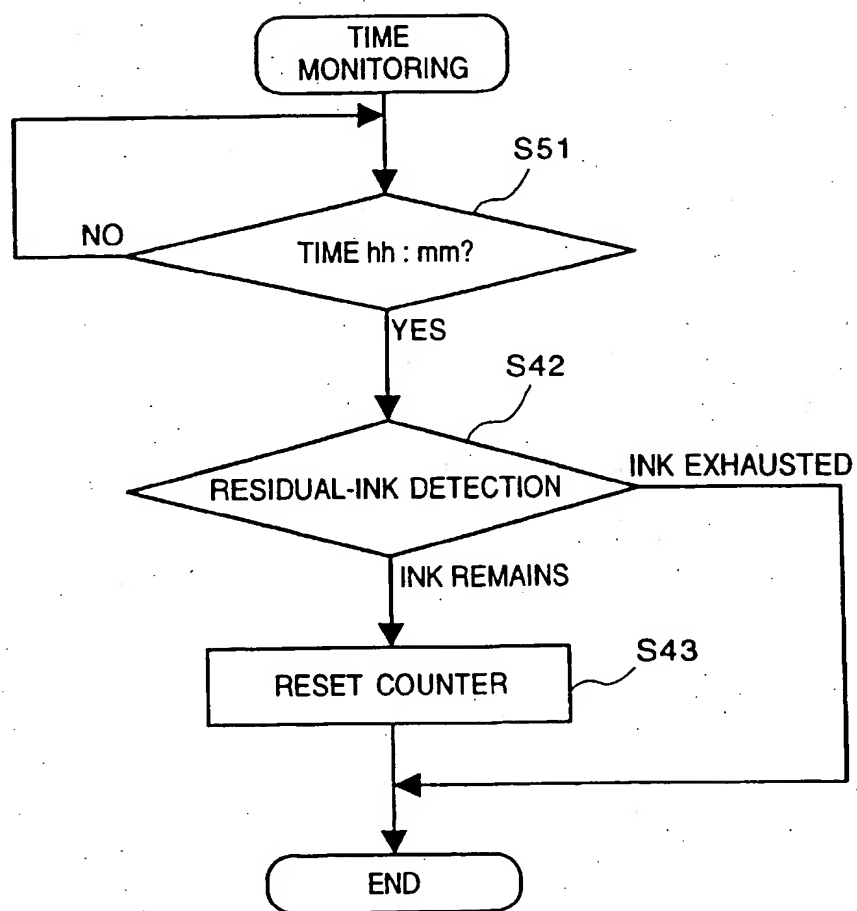 TIME
MONITORING
S51
NO
TIME hh : mm?
YES
S42
INK EXHAUSTED
RESIDUAL-INK DETECTION
INK REMAINS
S43
RESET COUNTER
END